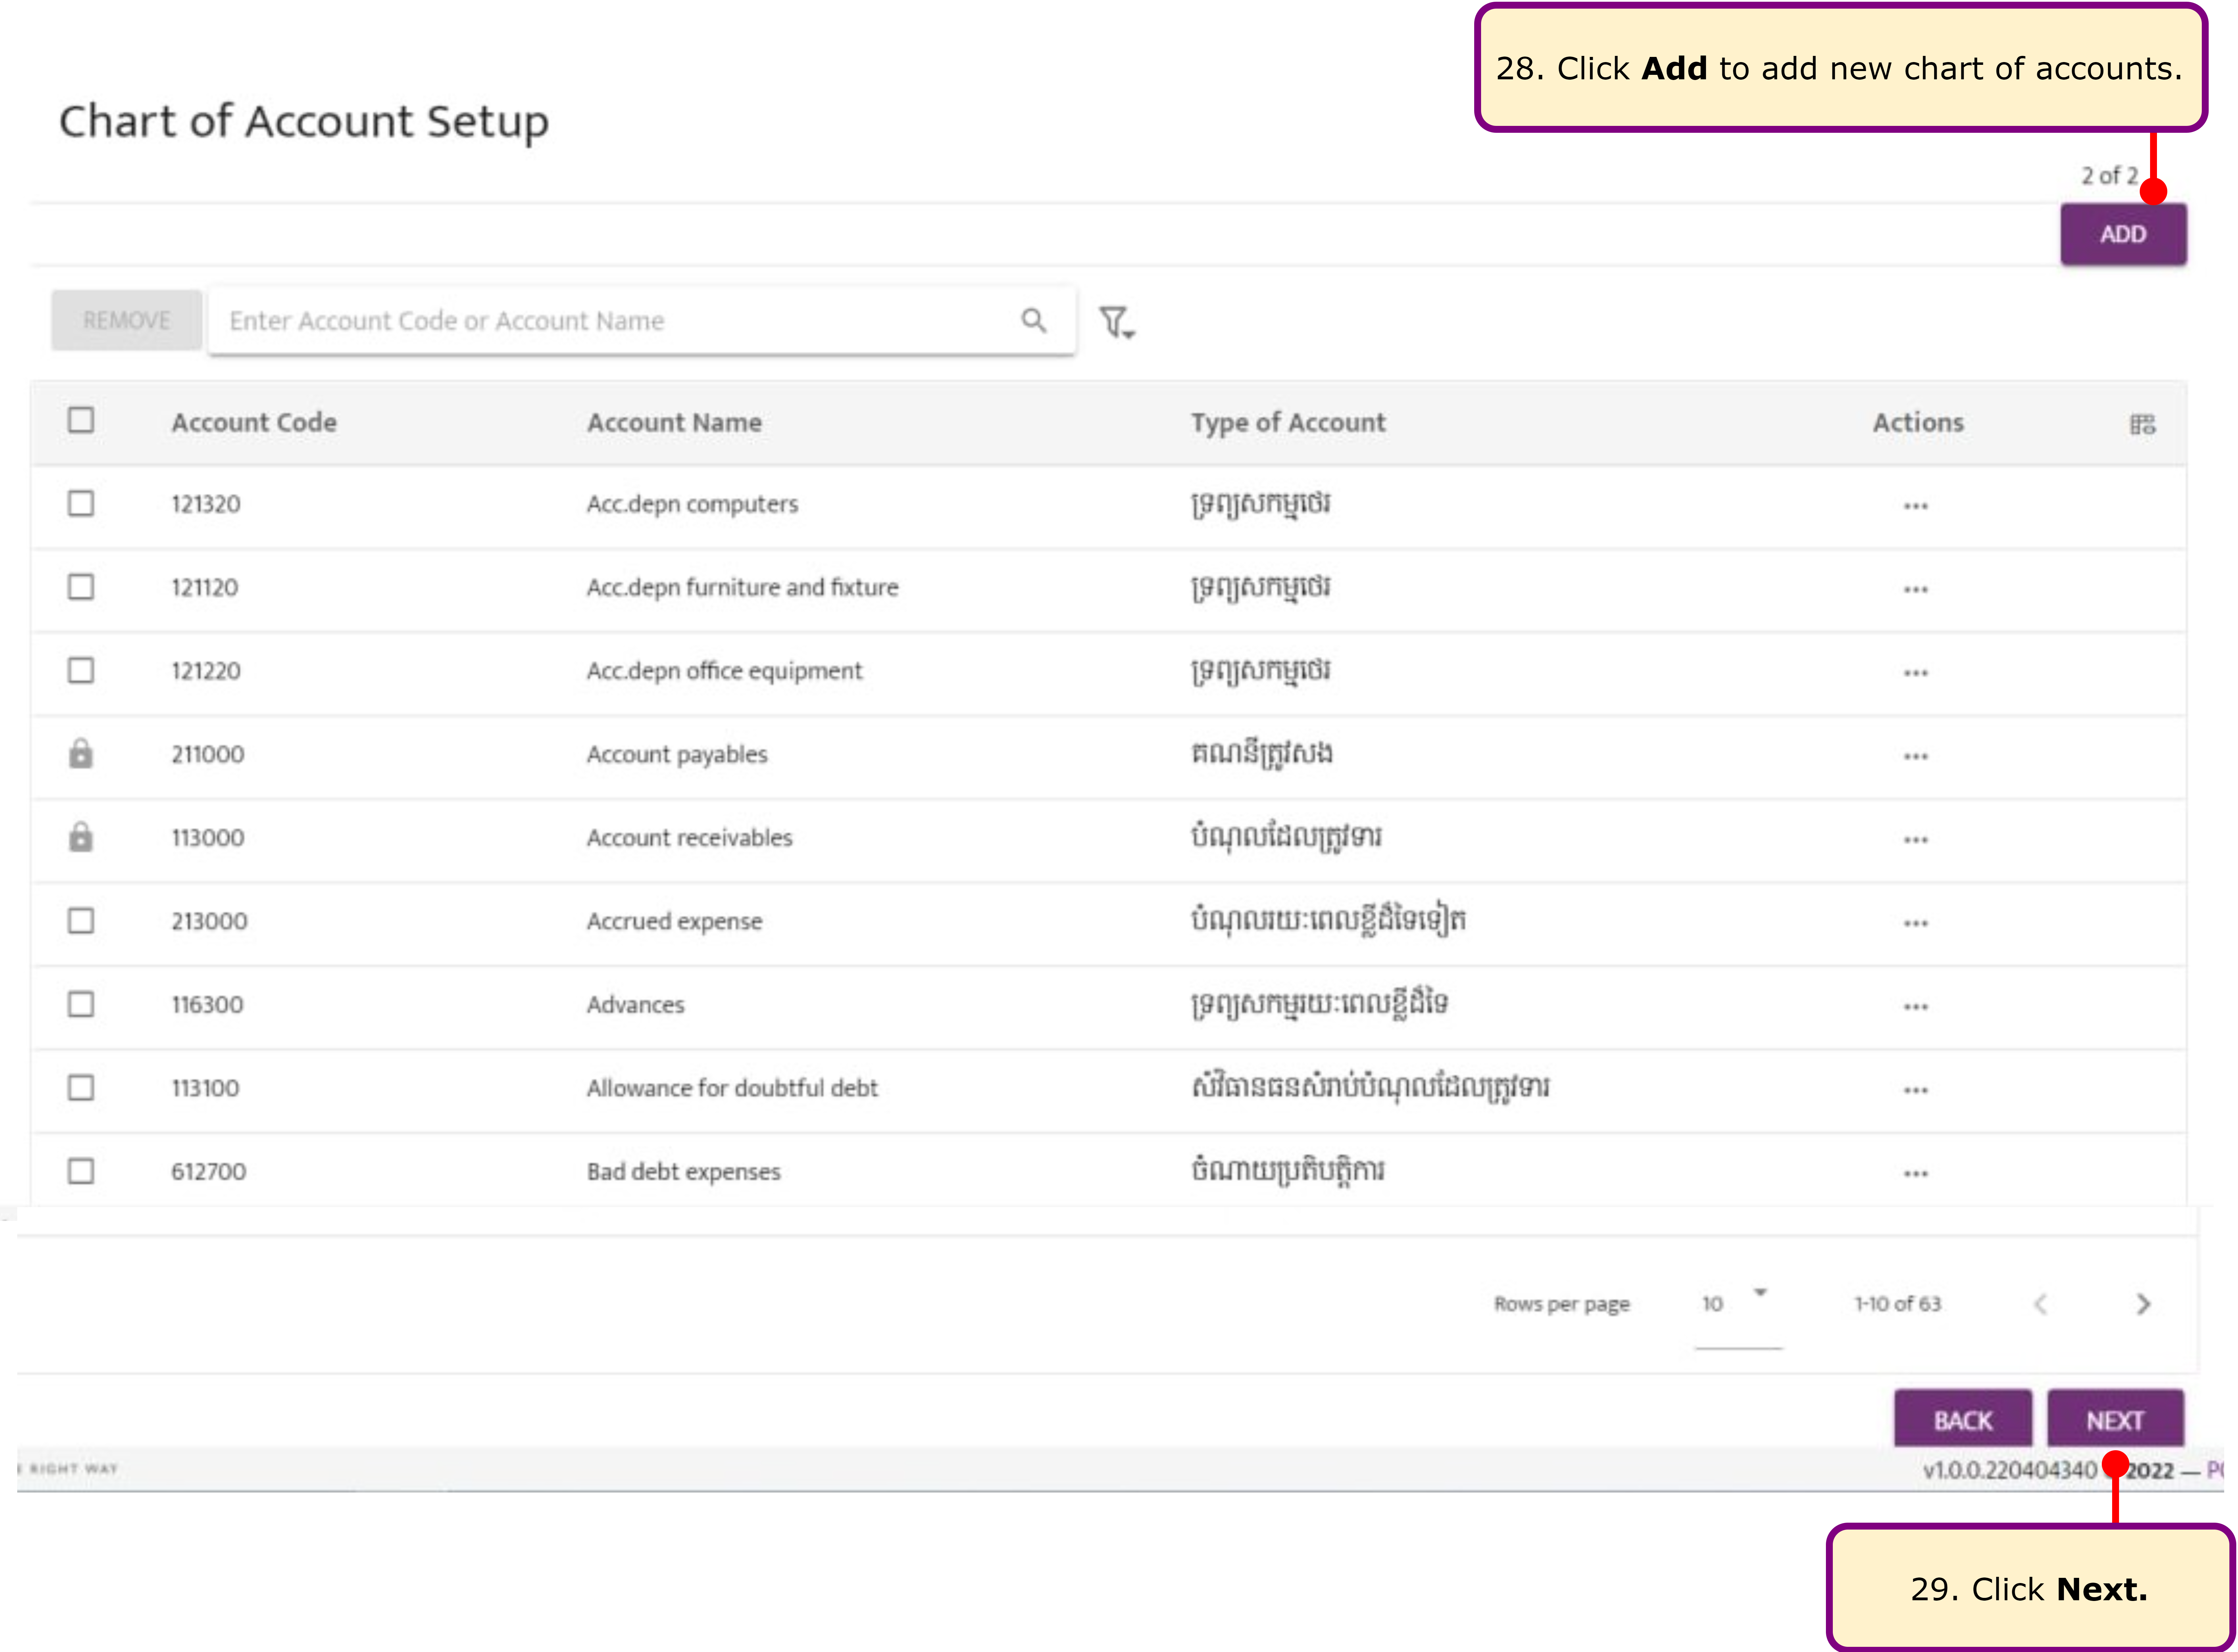 28. Click Add to add new chart of accounts.
Chart of Account Setup
2 of 2
ADD
REMOVE
Enter Account Code or Account Name
Account Code Account Name Type of Account Actions
121320 Acc.depn computers ទ្រព្យសកម្មថេរ ...
121120 Acc.depn furniture and fixture ទ្រព្យសកម្មថេរ ...
121220 Acc.depn office equipment ទ្រព្យសកម្មថេរ ...
211000 Account payables គណនីត្រូវសង ...
113000 Account receivables បំណុលដែលត្រូវទារ ...
213000 Accrued expense បំណុលរយៈពេលខ្លីដ៏ទៃទៀត ...
116300 Advances ទ្រព្យសកម្មរយៈពេលខ្លីដ៏ទៃ ...
113100 Allowance for doubtful debt សំវិធានធនសំរាប់បំណុលដែលត្រូវទារ ...
612700 Bad debt expenses ចំណាយប្រតិបត្តិការ ...
Rows per page 10 1-10 of 63
BACK NEXT
RIGHT WAY
v1.0.0.220404340 2022 —
29. Click Next.